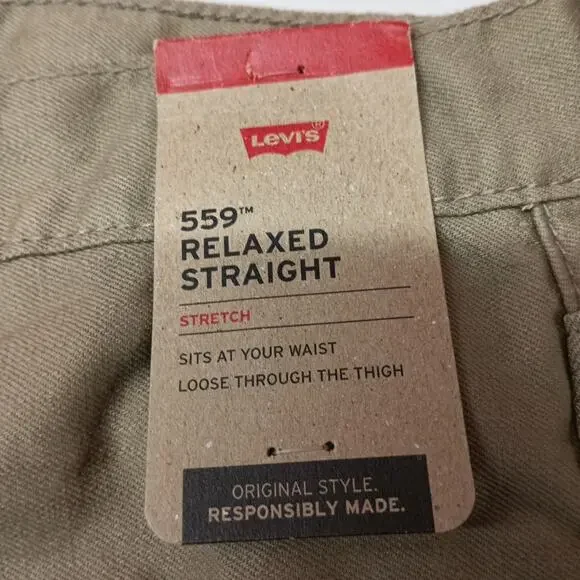 Levi's®
559™
RELAXED
STRAIGHT
STRETCH
SITS AT YOUR WAIST
LOOSE THROUGH THE THIGH
ORIGINAL STYLE.
RESPONSIBLY MADE.